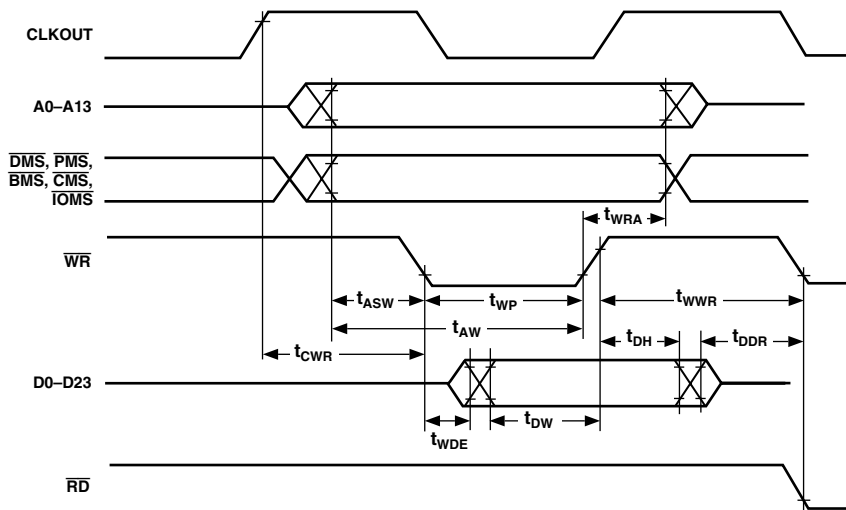 CLKOUT
A0–A13
DMS, PMS,
BMS, CMS,
IOMS
tWRA
WR
tASW
tWP
tWWR
tAW
tDH
tDDR
tCWR
D0–D23
tWDE
tDW
RD